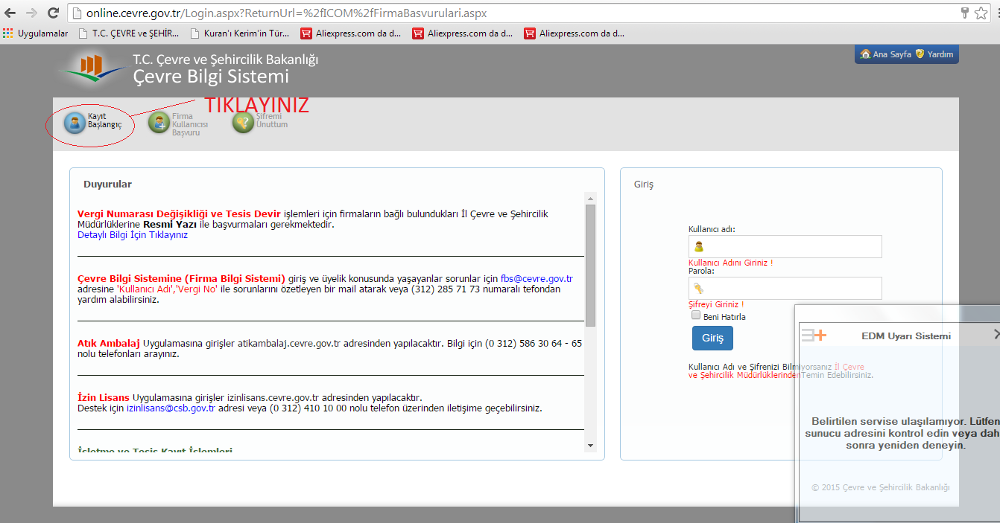 online.cevre.gov.tr/Login.aspx?ReturnUrl=%2fICOM%2fFirmaBasvurulari.aspx
Uygulamalar
T.C. ÇEVRE ve ŞEHİR...
Kuran'ı Kerim'in Tür...
Aliexpress.com da d...
Aliexpress.com da d...
Aliexpress.com da d...
T.C. Çevre ve Şehircilik Bakanlığı
Çevre Bilgi Sistemi
Ana Sayfa
Yardım
TIKLAYINIZ
Kayıt
Başlangıç
Firma
Kullanıcısı
Başvuru
Şifremi
Unuttum
Duyurular
Vergi Numarası Değişikliği ve Tesis Devir işlemleri için firmaların bağlı bulundukları İl Çevre ve Şehircilik
Müdürlüklerine Resmi Yazı ile başvurmaları gerekmektedir.
Detaylı Bilgi İçin Tıklayınız
Çevre Bilgi Sistemine (Firma Bilgi Sistemi) giriş ve üyelik konusunda yaşayanlar sorunlar için fbs@cevre.gov.tr
adresine 'Kullanıcı Adı','Vergi No' ile sorunlarını özetleyen bir mail atarak veya (312) 285 71 73 numaralı tefondan
yardım alabilirsiniz.
Atık Ambalaj Uygulamasına girişler atikambalaj.cevre.gov.tr adresinden yapılacaktır. Bilgi için (0 312) 586 30 64 - 65
nolu telefonları arayınız.
İzin Lisans Uygulamasına girişler izinlisans.cevre.gov.tr adresinden yapılacaktır.
Destek için izinlisans@csb.gov.tr adresi veya (0 312) 410 10 00 nolu telefon üzerinden iletişime geçebilirsiniz.
İşletme ve Tesis Kayıt İşlemleri
Giriş
Kullanıcı adı:
Kullanıcı Adını Giriniz !
Parola:
Şifreyi Giriniz !
Beni Hatırla
Giriş
Kullanıcı Adı ve Şifrenizi Bilmiyorsanız İl Çevre
ve Şehircilik Müdürlüklerinden Temin Edebilirsiniz.
EDM Uyarı Sistemi
Belirtilen servise ulaşılamıyor. Lütfen
sunucu adresini kontrol edin veya dah
sonra yeniden deneyin.
© 2015 Çevre ve Şehircilik Bakanlığı